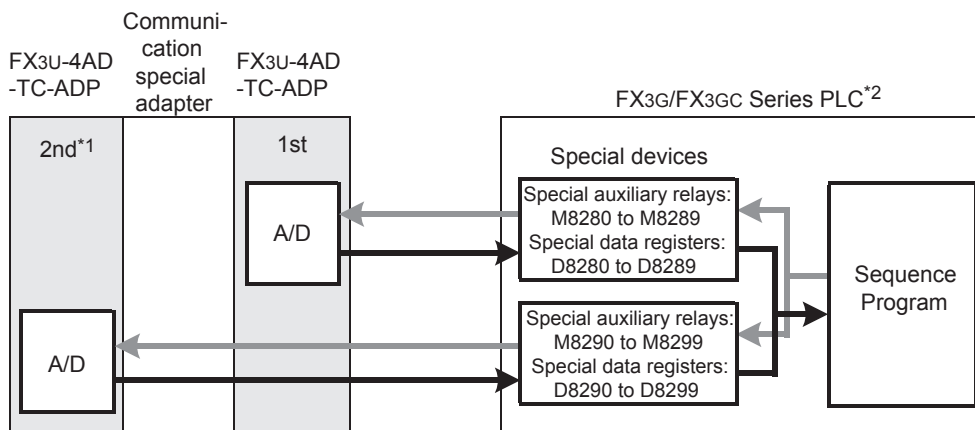 FX3U-4AD
-TC-ADP
Communi-
cation
special
adapter
FX3U-4AD
-TC-ADP
FX3G/FX3GC Series PLC*2
2nd*1
1st
Special devices
A/D
Special auxiliary relays:
M8280 to M8289
Special data registers:
D8280 to D8289
Sequence
Program
A/D
Special auxiliary relays:
M8290 to M8299
Special data registers:
D8290 to D8299